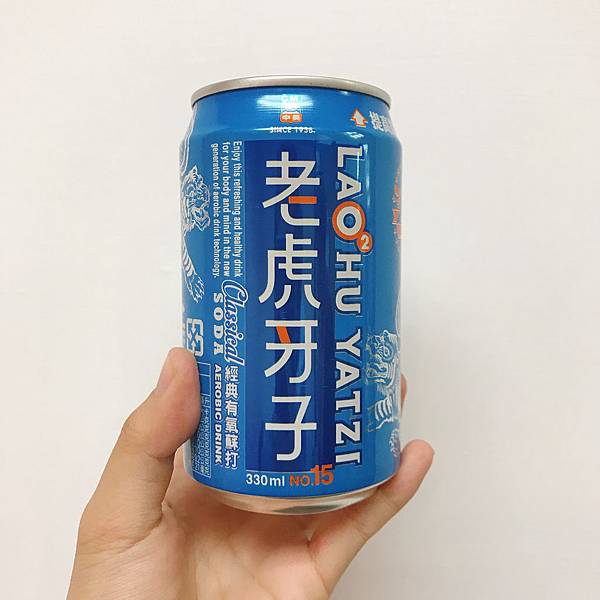 CMI
中美
SINCE 1938
老虎牙子
LAO2HU YATZI
Enjoy this refreshing and healthy drink
for your body and mind in the new
generation of aerobic drink technology.
Classical
SODA
經典有氧蘇打
AEROBIC DRINK
330ml NO.15